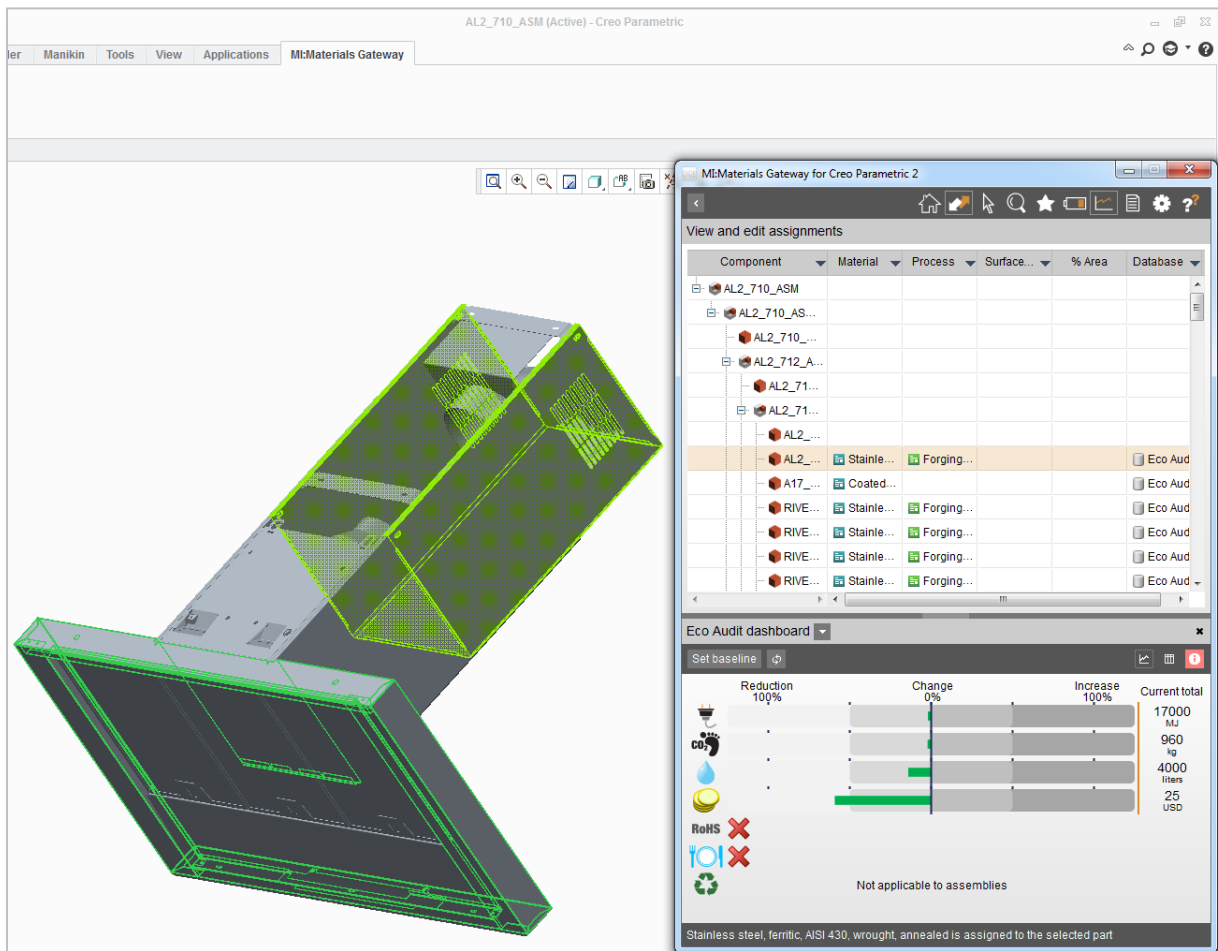 AL2_710_ASM (Active) - Creo Parametric
ler Manikin Tools View Applications MI:Materials Gateway
MI:Materials Gateway for Creo Parametric 2
View and edit assignments
Component Material Process Surface... % Area Database
AL2_710_ASM
AL2_710_AS...
AL2_710_...
AL2_712_A...
AL2_71...
AL2_71...
AL2_...
AL2_... Stainle... Forging... Eco Aud
A17_... Coated... Eco Aud
RIVE... Stainle... Forging... Eco Aud
RIVE... Stainle... Forging... Eco Aud
RIVE... Stainle... Forging... Eco Aud
RIVE... Stainle... Forging... Eco Aud
Eco Audit dashboard
Set baseline
Reduction Change Increase Current total
100% 0% 100%
17000
MJ
CO2 960
kg
4000
liters
25
USD
RoHS
Not applicable to assemblies
Stainless steel, ferritic, AISI 430, wrought, annealed is assigned to the selected part